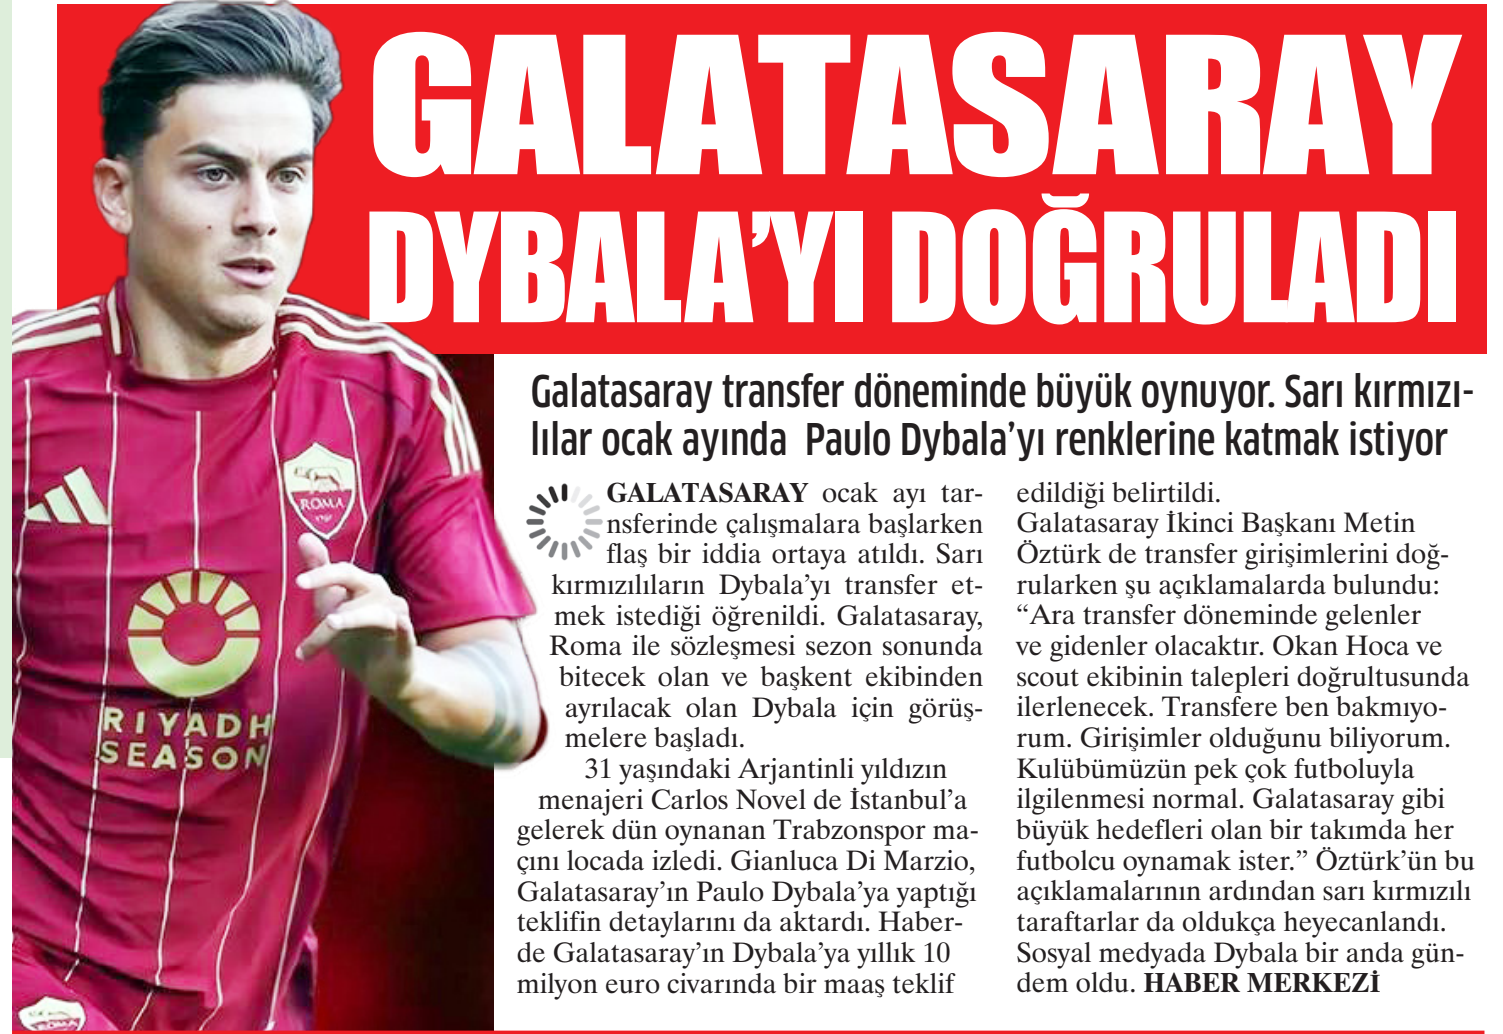 GALATASARAY
DYBALA’YI DOĞRULADI
Galatasaray transfer döneminde büyük oynuyor. Sarı kırmızı-
lılar ocak ayında Paulo Dybala’yı renklerine katmak istiyor
GALATASARAY ocak ayı tar-
nsferinde çalışmalara başlarken
flaş bir iddia ortaya atıldı. Sarı
kırmızılıların Dybala’yı transfer et-
mek istediği öğrenildi. Galatasaray,
Roma ile sözleşmesi sezon sonunda
bitecek olan ve başkent ekibinden
ayrılacak olan Dybala için görüş-
melere başladı.
31 yaşındaki Arjantinli yıldızın
menajeri Carlos Novel de İstanbul’a
gelerek dün oynanan Trabzonspor ma-
çını locada izledi. Gianluca Di Marzio,
Galatasaray’ın Paulo Dybala’ya yaptığı
teklifin detaylarını da aktardı. Haber-
de Galatasaray’ın Dybala’ya yıllık 10
milyon euro civarında bir maaş teklif
edildiği belirtildi.
Galatasaray İkinci Başkanı Metin
Öztürk de transfer girişimlerini doğ-
rularken şu açıklamalarda bulundu:
“Ara transfer döneminde gelenler
ve gidenler olacaktır. Okan Hoca ve
scout ekibinin talepleri doğrultusunda
ilerlenecek. Transfere ben bakmıyo-
rum. Girişimler olduğunu biliyorum.
Kulübümüzün pek çok futboluyla
ilgilenmesi normal. Galatasaray gibi
büyük hedefleri olan bir takımda her
futbolcu oynamak ister.” Öztürk’ün bu
açıklamalarının ardından sarı kırmızılı
taraftarlar da oldukça heyecanlandı.
Sosyal medyada Dybala bir anda gün-
dem oldu. HABER MERKEZİ
ROMA
1927
RIYADH
SEASON
ROMA